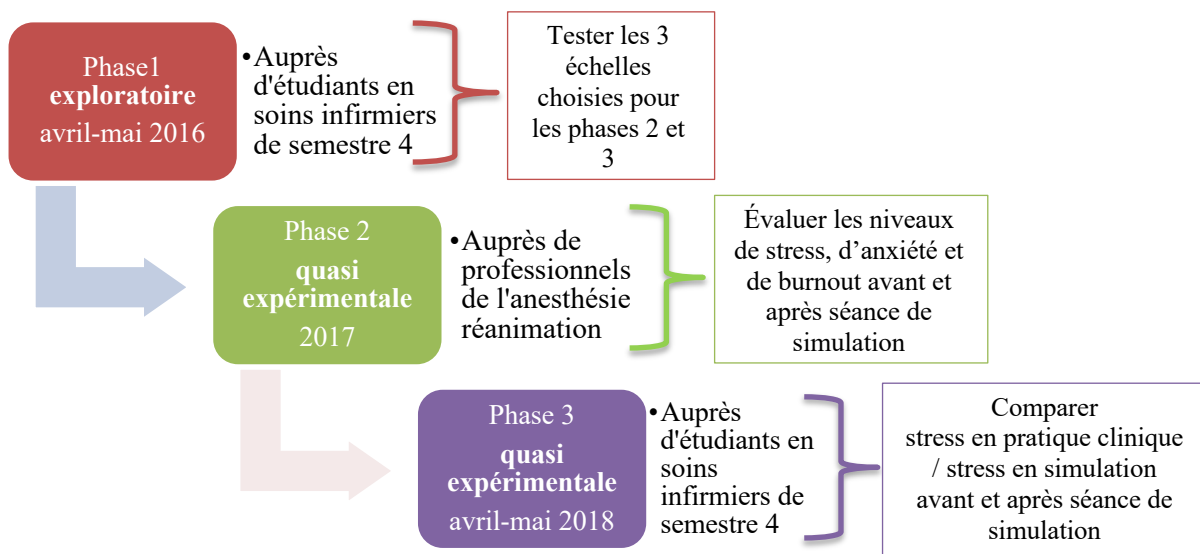 Phase1
exploratoire
avril-mai 2016
•Auprès
d'étudiants en
soins infirmiers
de semestre 4
Tester les 3
échelles
choisies pour
les phases 2 et
3
Phase 2
quasi
expérimentale
2017
•Auprès de
professionnels
de l'anesthésie
réanimation
Évaluer les niveaux
de stress, d’anxiété et
de burnout avant et
après séance de
simulation
Phase 3
quasi
expérimentale
avril-mai 2018
•Auprès
d'étudiants en
soins
infirmiers de
semestre 4
Comparer
stress en pratique clinique
/ stress en simulation
avant et après séance de
simulation